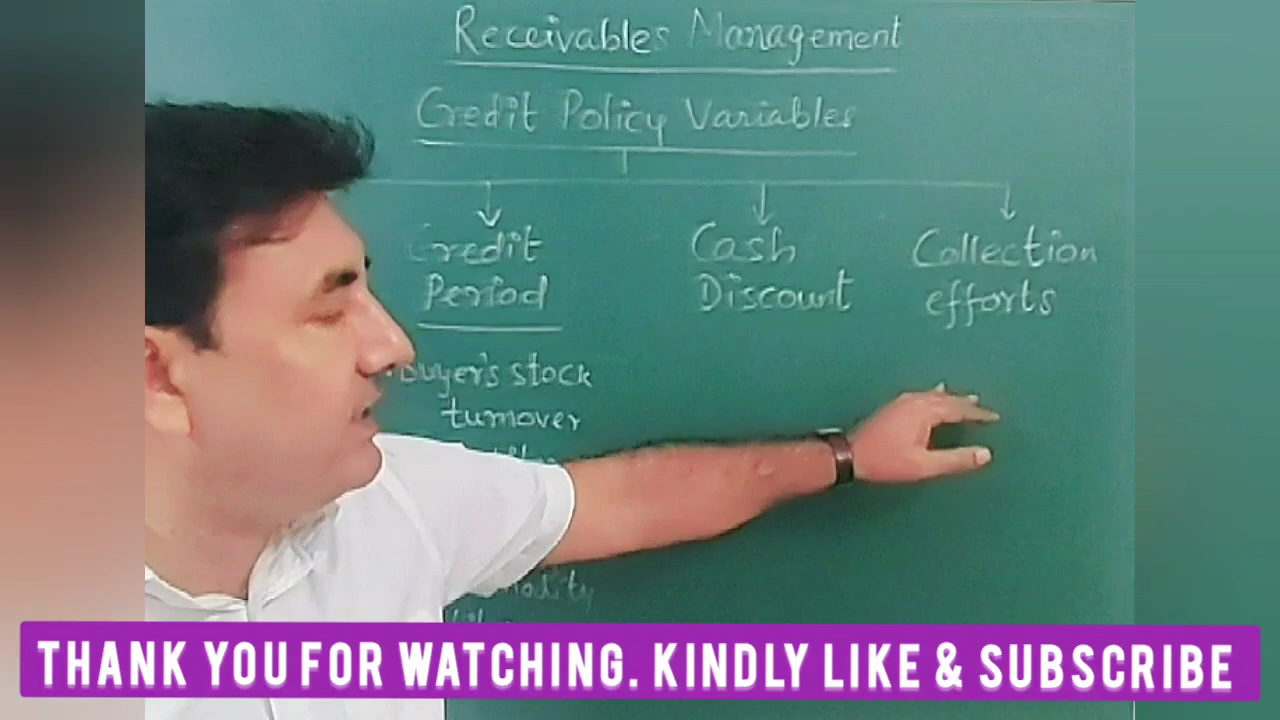 Receivables Management
Credit Policy Variables
Credit
Period
Cash
Discount
Collection
efforts
Buyer's stock
turnover
THANK YOU FOR WATCHING. KINDLY LIKE & SUBSCRIBE